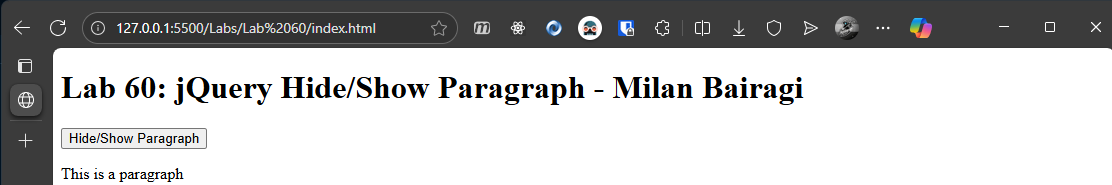 127.0.0.1:5500/Labs/Lab%2060/index.html
Lab 60: jQuery Hide/Show Paragraph - Milan Bairagi
Hide/Show Paragraph
This is a paragraph